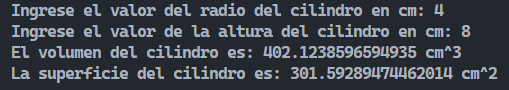 Ingrese el valor del radio del cilindro en cm: 4
Ingrese el valor de la altura del cilindro en cm: 8
El volumen del cilindro es: 402.1238596594935 cm^3
La superficie del cilindro es: 301.59289474462014 cm^2